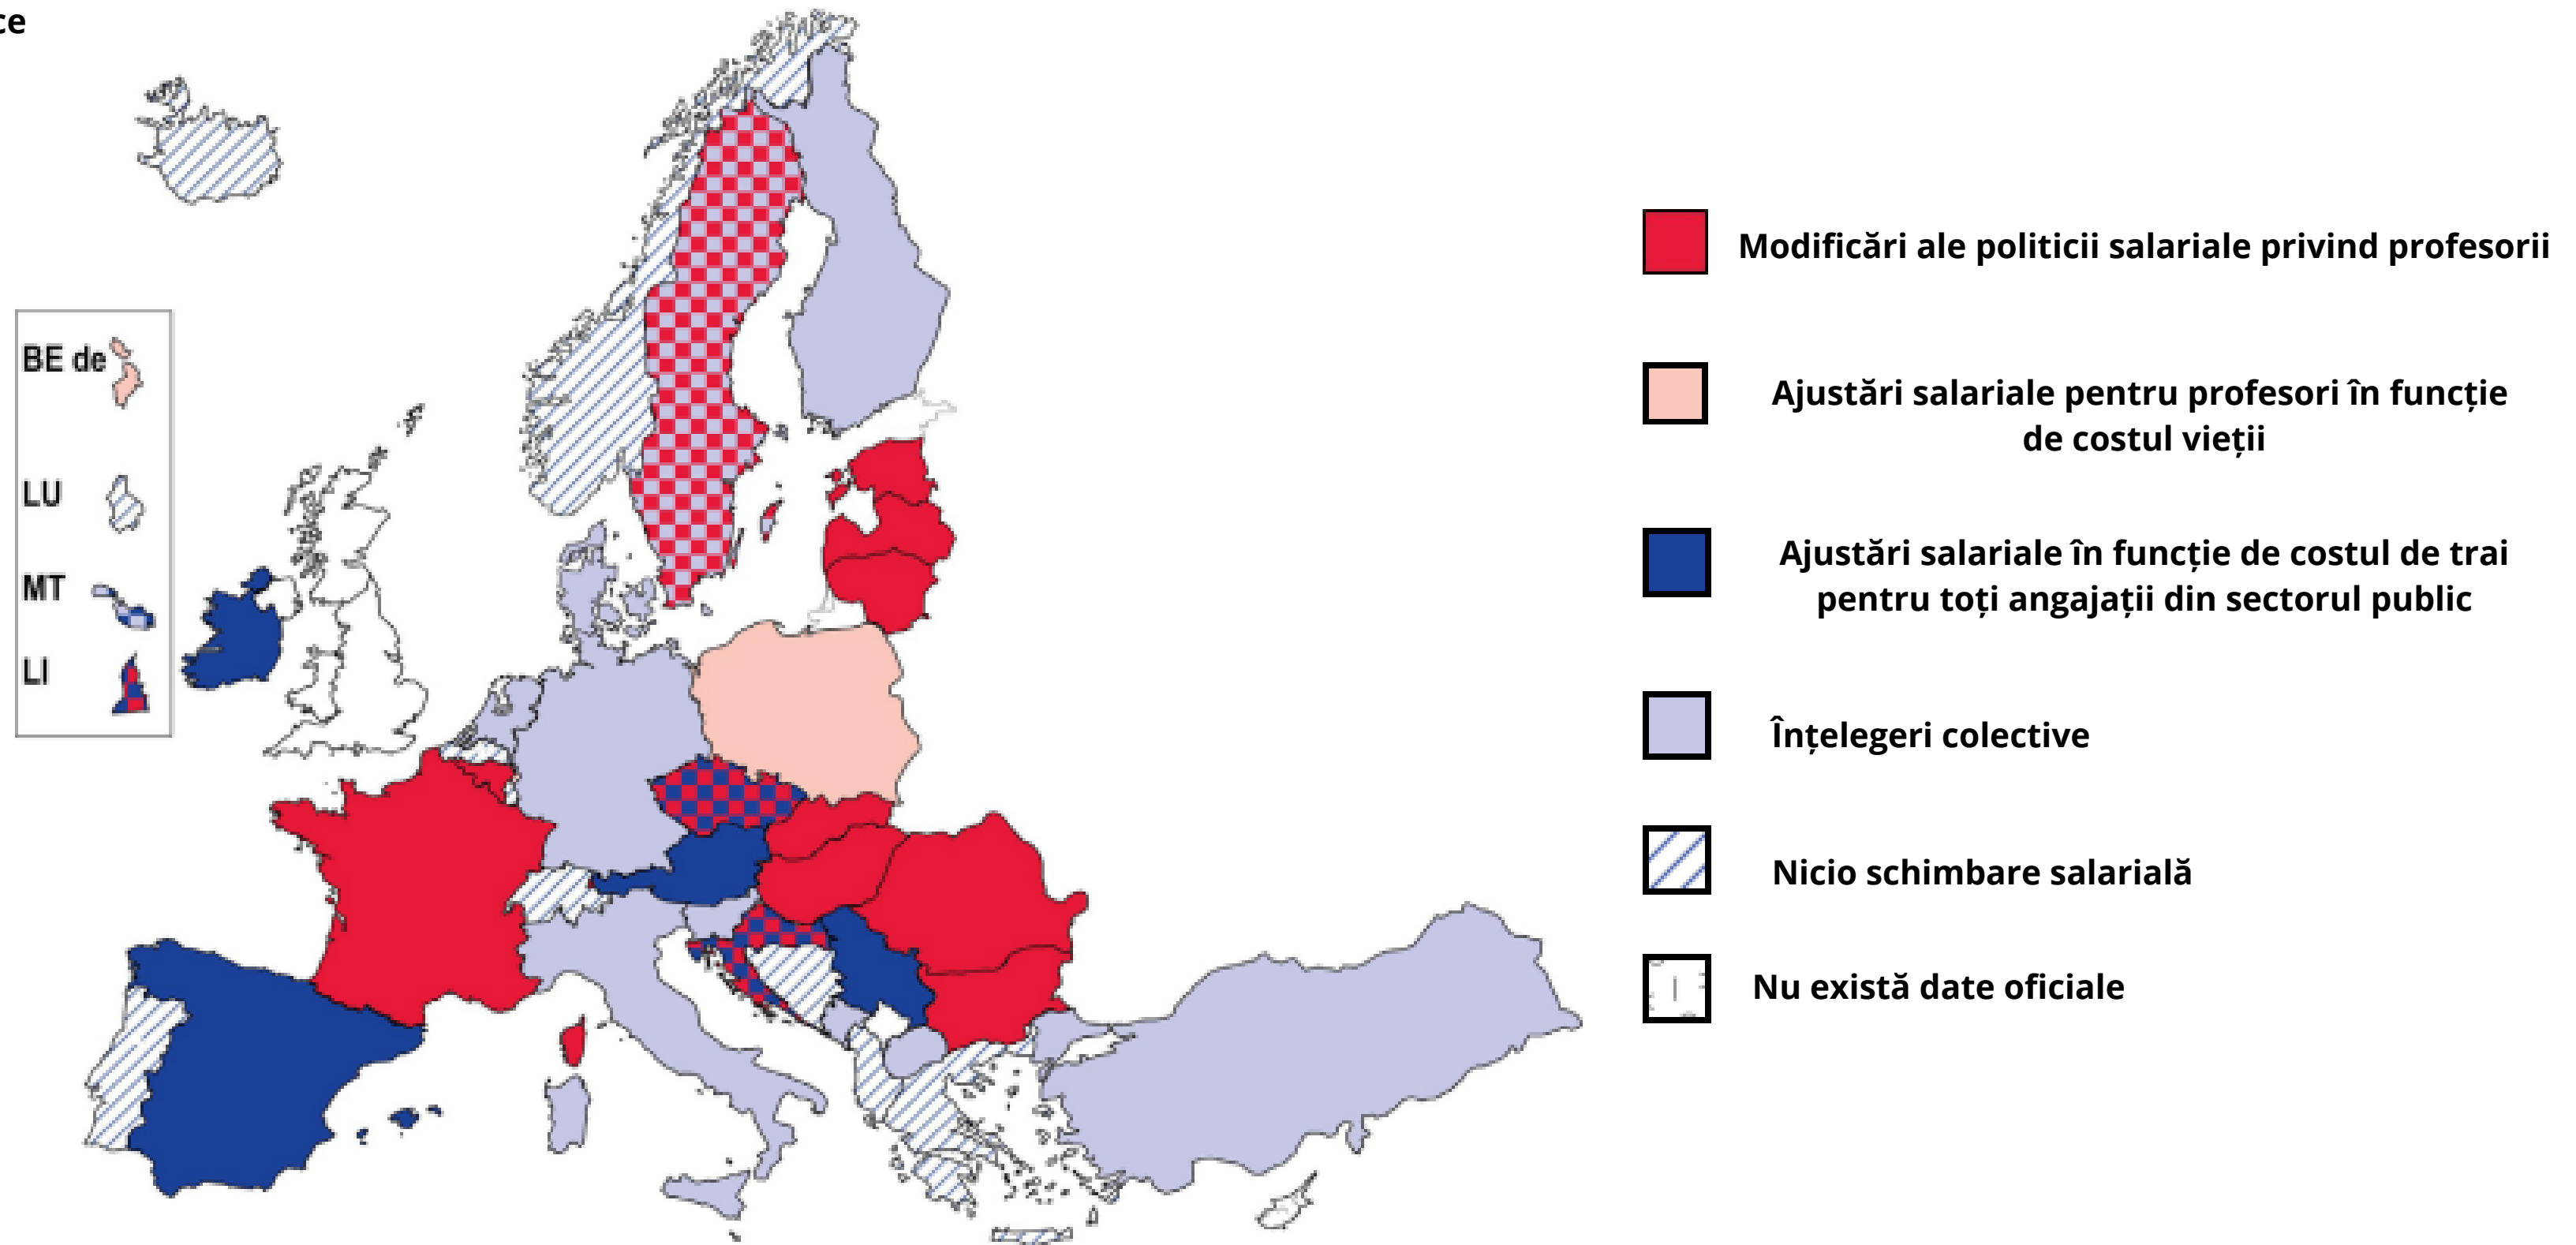 ce
BE de
LU
MT
LI
Modificări ale politicii salariale privind profesorii
Ajustări salariale pentru profesori în funcție
de costul vieții
Ajustări salariale în funcție de costul de trai
pentru toți angajații din sectorul public
Înțelegeri colective
Nicio schimbare salarială
Nu există date oficiale